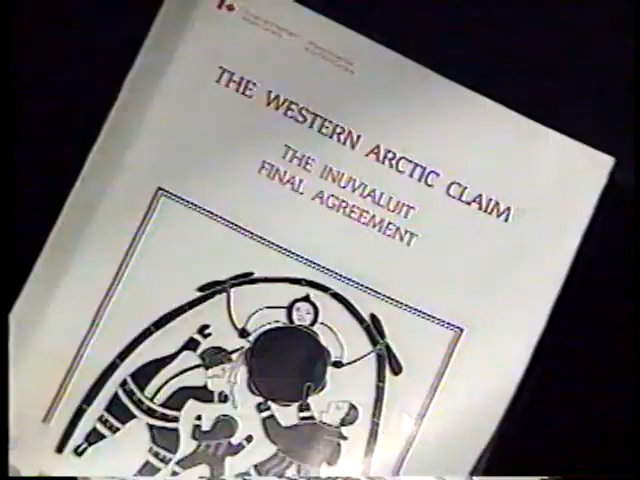 THE WESTERN ARCTIC CLAIM
THE INUVIALUIT
FINAL AGREEMENT